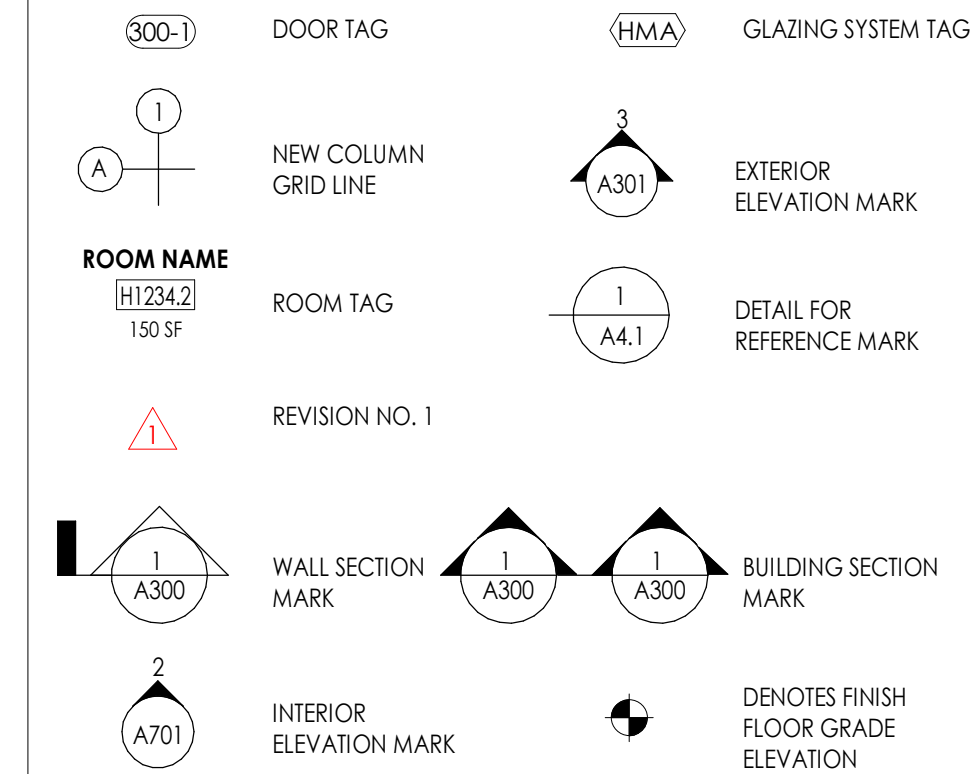 300-1
DOOR TAG
HMA
GLAZING SYSTEM TAG
1
A
NEW COLUMN
GRID LINE
3
A301
EXTERIOR
ELEVATION MARK
ROOM NAME
H1234.2
150 SF
ROOM TAG
1
A4.1
DETAIL FOR
REFERENCE MARK
1
REVISION NO. 1
1
A300
WALL SECTION
MARK
1
A300
1
A300
BUILDING SECTION
MARK
2
A701
INTERIOR
ELEVATION MARK
DENOTES FINISH
FLOOR GRADE
ELEVATION